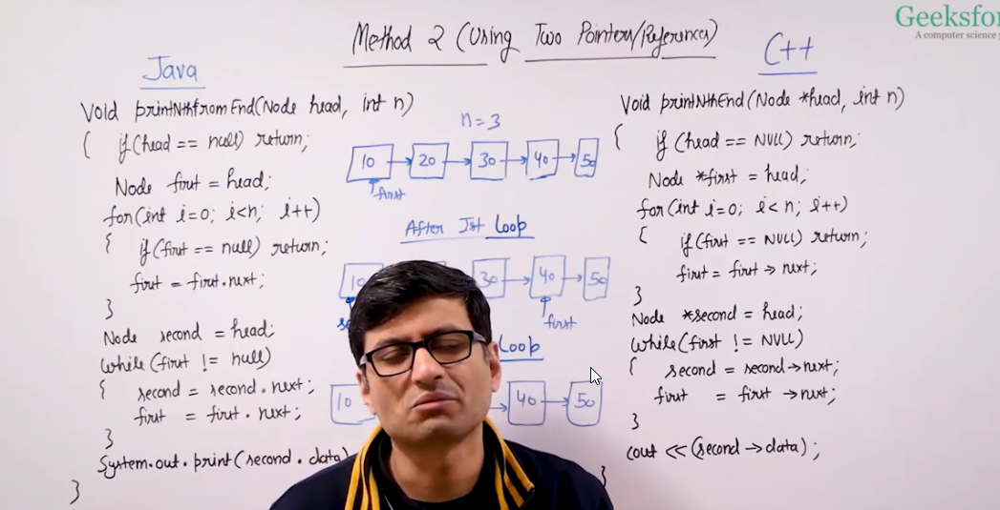 Geeksfor
A computer science
Method 2 (Using Two Pointers/References)
Java
Void printNthfromEnd(Node head, int n)
{ if(head == null) return;
Node first = head;
for(int i=0; i<n; i++)
{ if(first == null) return;
first = first.next;
}
Node second = head;
while(first != null)
{ second = second.next;
first = first.next;
}
System.out.print(second.data)
}
n=3
10 20 30 40 50
first
After Ist Loop
10 30 40 50
se first
Loop
10 40 50
C++
Void printNthEnd(Node *head, int n)
{ if(head == NULL) return;
Node *first = head;
for(int i=0; i<n; i++)
{ if(first == NULL) return;
first = first->next;
}
Node *second = head;
while(first != NULL)
{ second = second->next;
first = first->next;
}
cout <<(second->data);
}